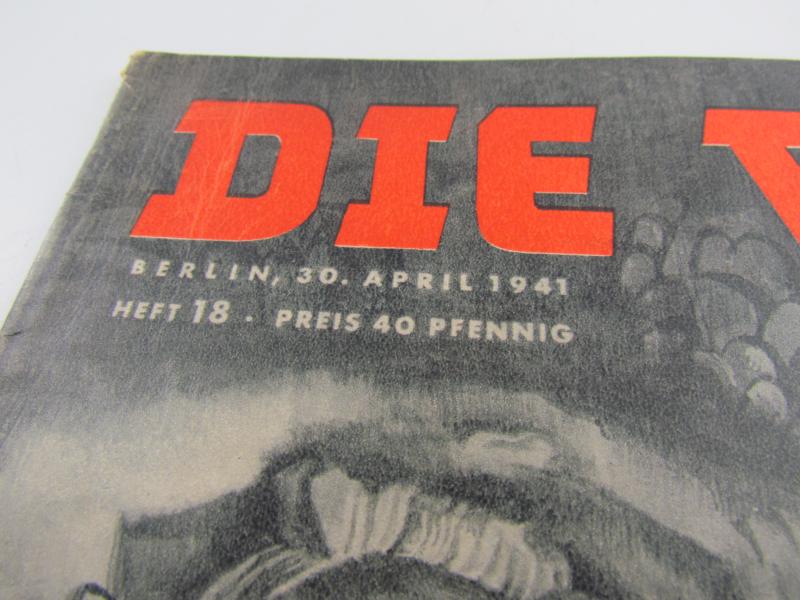 DIE
BERLIN, 30. APRIL 1941
HEFT 18 · PREIS 40 PFENNIG